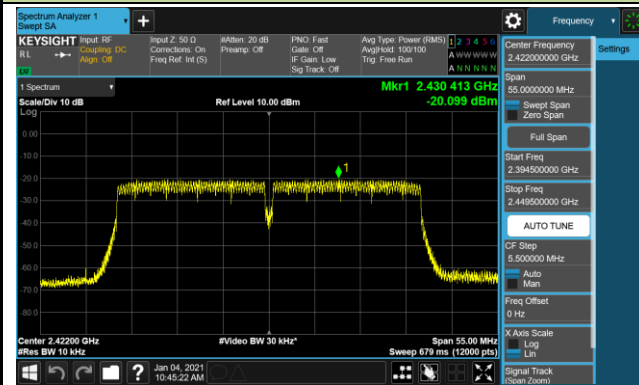 Spectrum Analyzer 1
Swept SA
+
Frequency
KEYSIGHT
RL
Input: RF
Coupling: DC
Align: Off
Input Z: 50 Ω
Corrections: On
Freq Ref: Int (S)
#Atten: 20 dB
Preamp: Off
PNO: Fast
Gate: Off
IF Gain: Low
Sig Track: Off
Avg Type: Power (RMS)
Avg|Hold: 100/100
Trig: Free Run
1 2 3 4 5 6
A W W W W W
A N N N N N
1 Spectrum
Scale/Div 10 dB
Log
Ref Level 10.00 dBm
Mkr1 2.430 413 GHz
-20.099 dBm
0.00
-10.0
-20.0
-30.0
-40.0
-50.0
-60.0
-70.0
-80.0
1
Center 2.42200 GHz
#Res BW 10 kHz
#Video BW 30 kHz*
Span 55.00 MHz
Sweep 679 ms (12000 pts)
Jan 04, 2021
10:45:22 AM
Center Frequency
2.422000000 GHz
Span
55.0000000 MHz
Swept Span
Zero Span
Full Span
Start Freq
2.394500000 GHz
Stop Freq
2.449500000 GHz
AUTO TUNE
CF Step
5.500000 MHz
Auto
Man
Freq Offset
0 Hz
X Axis Scale
Log
Lin
Signal Track
(Span Zoom)
Settings